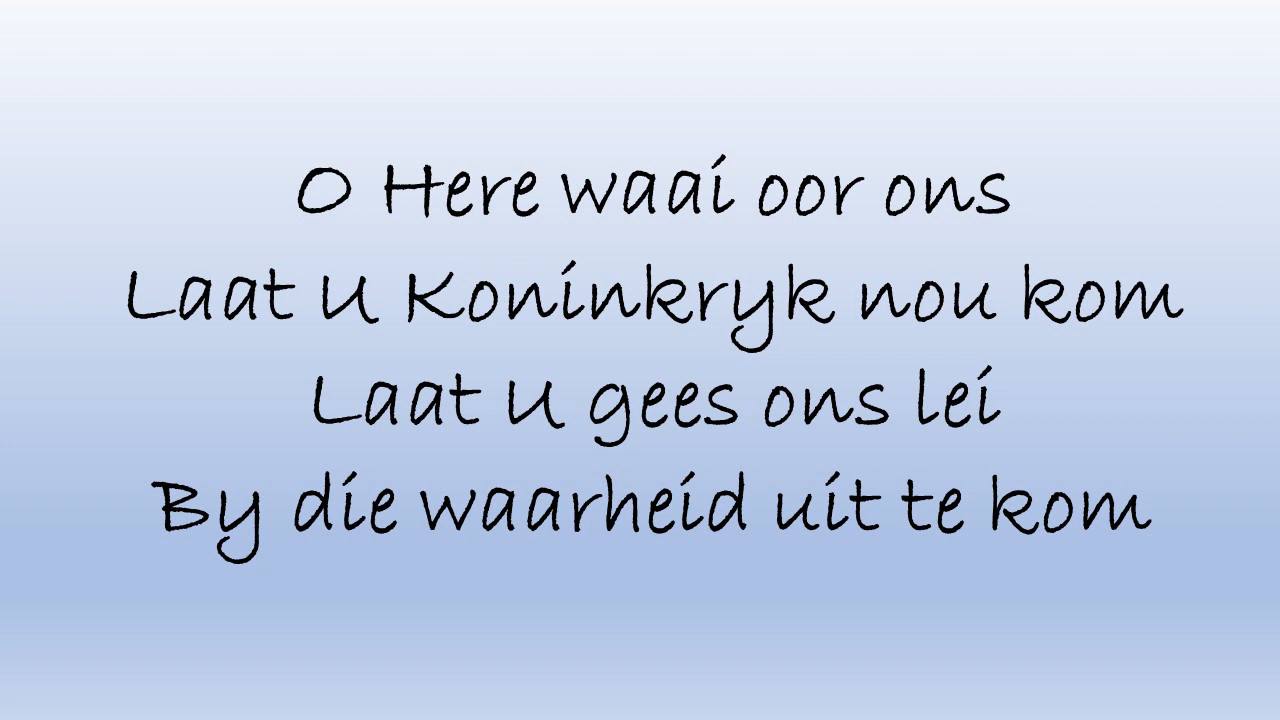 O Here waai oor ons
Laat U Koninkryk nou kom
Laat U gees ons lei
By die waarheid uit te kom